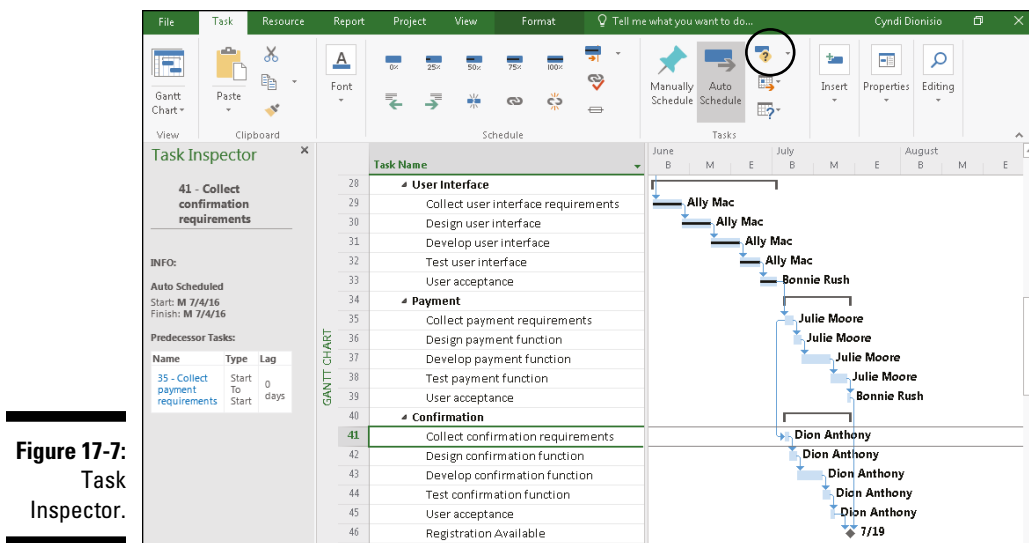 File Task Resource Report Project View Format Tell me what you want to do... Cyndi Dionisio
0% 25% 50% 75% 100%
Gantt Chart
Paste
A
Font
Manually Schedule
Auto Schedule
Insert
Properties
Editing
View Clipboard Schedule Tasks
Task Inspector ×
41 - Collect
confirmation
requirements
INFO:
Auto Scheduled
Start: M 7/4/16
Finish: M 7/4/16
Predecessor Tasks:
Name Type Lag
35 - Collect payment requirements Start To Start 0 days
GANTT CHART
Task Name
June July August
B M E B M E B M E
28 User Interface
29 Collect user interface requirements Ally Mac
30 Design user interface Ally Mac
31 Develop user interface Ally Mac
32 Test user interface Ally Mac
33 User acceptance Bonnie Rush
34 Payment
35 Collect payment requirements Julie Moore
36 Design payment function Julie Moore
37 Develop payment function Julie Moore
38 Test payment function Julie Moore
39 User acceptance Bonnie Rush
40 Confirmation
41 Collect confirmation requirements Dion Anthony
42 Design confirmation function Dion Anthony
43 Develop confirmation function Dion Anthony
44 Test confirmation function Dion Anthony
45 User acceptance Dion Anthony
46 Registration Available 7/19
Figure 17-7:
Task
Inspector.